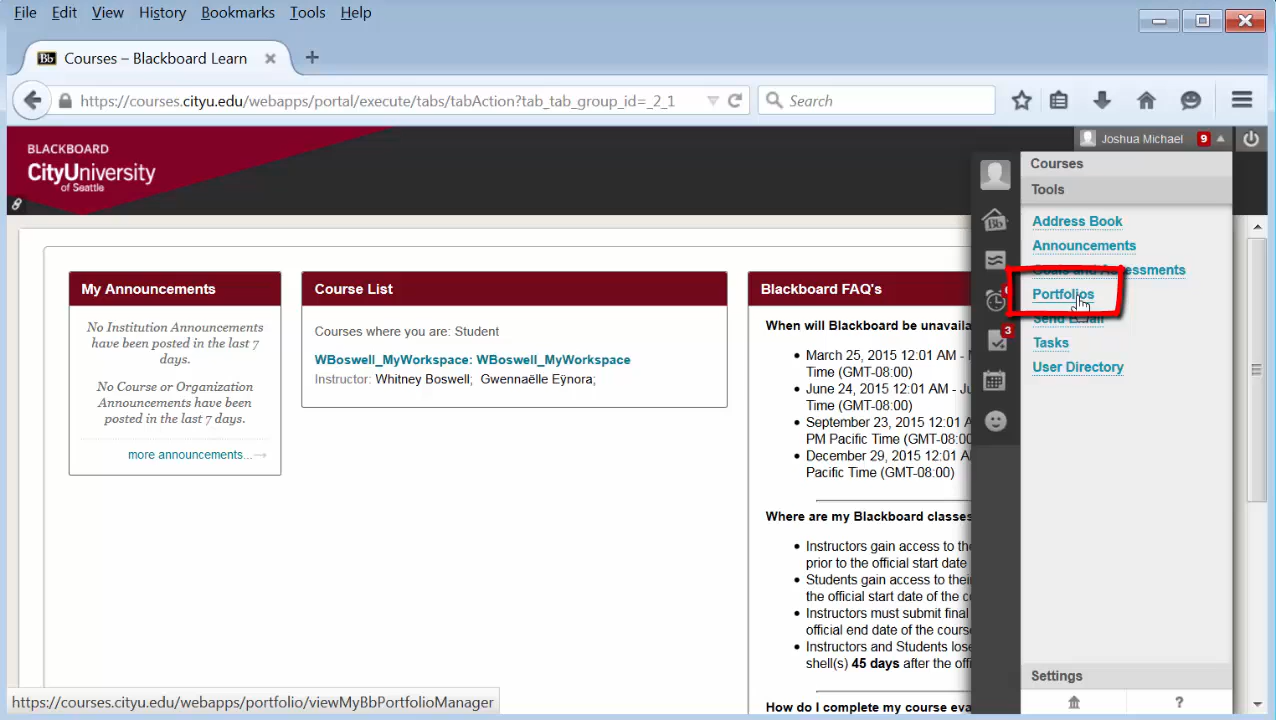 File Edit View History Bookmarks Tools Help
Bb Courses – Blackboard Learn
https://courses.cityu.edu/webapps/portal/execute/tabs/tabAction?tab_tab_group_id=_2_1
Search
BLACKBOARD
CityUniversity
of Seattle
Joshua Michael 9
My Announcements
No Institution Announcements
have been posted in the last 7
days.
No Course or Organization
Announcements have been
posted in the last 7 days.
more announcements...
Course List
Courses where you are: Student
WBoswell_MyWorkspace: WBoswell_MyWorkspace
Instructor: Whitney Boswell; Gwennaëlle Eÿnora;
Blackboard FAQ's
When will Blackboard be unavaila
March 25, 2015 12:01 AM -
Time (GMT-08:00)
June 24, 2015 12:01 AM - Ju
Time (GMT-08:00)
September 23, 2015 12:01 A
PM Pacific Time (GMT-08:00
December 29, 2015 12:01 A
Pacific Time (GMT-08:00)
Where are my Blackboard classes
Instructors gain access to the
prior to the official start date
Students gain access to their
the official start date of the c
Instructors must submit final
official end date of the course
Instructors and Students lose
shell(s) 45 days after the offi
How do I complete my course eva
Bb
3
Courses
Tools
Address Book
Announcements
Goals and Assessments
Portfolios
Send Email
Tasks
User Directory
Settings
?
https://courses.cityu.edu/webapps/portfolio/viewMyBbPortfolioManager